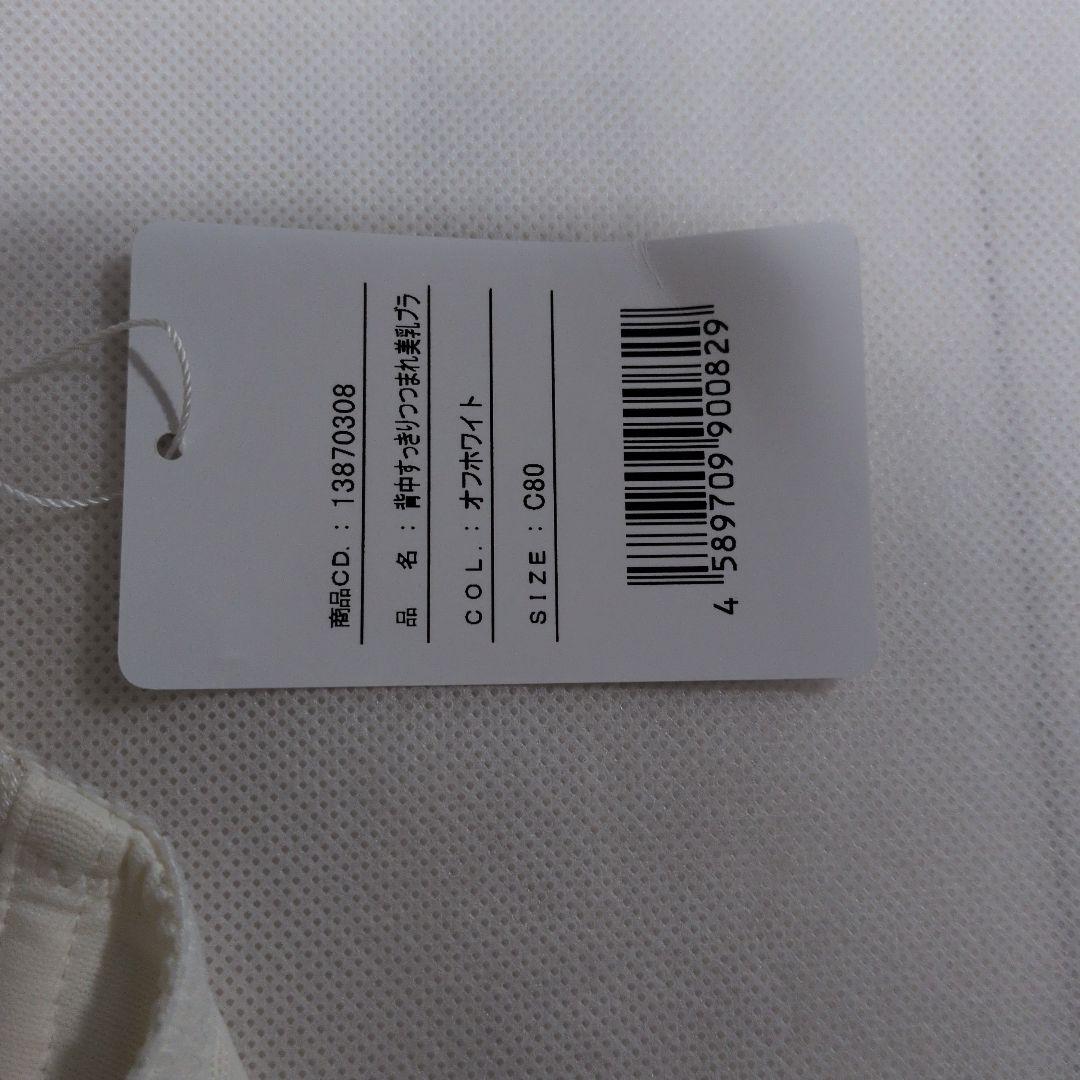 商品CD. : 13870308
品 名 : 背中すっきりつつまれ美乳ブラ
COL. : オフホワイト
SIZE : C80
4 589709 900829